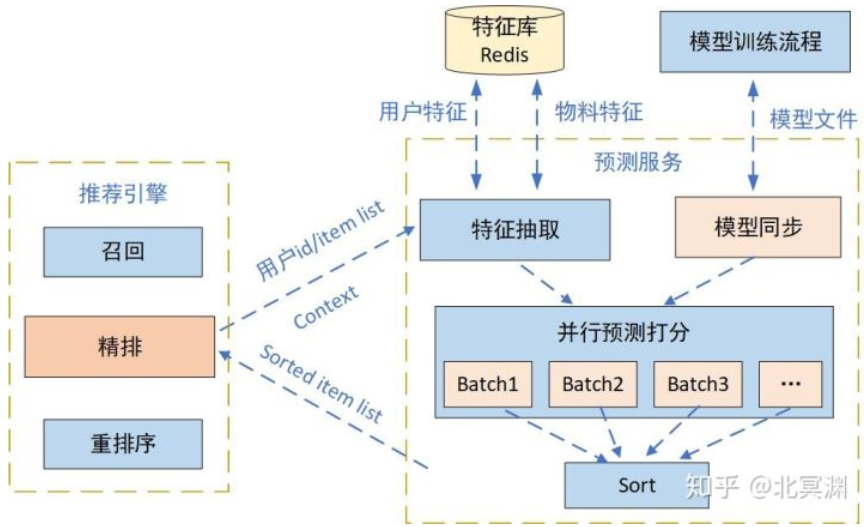 特征库
Redis
模型训练流程
用户特征
物料特征
模型文件
推荐引擎
召回
精排
重排序
用户id/item list
Context
Sorted item list
预测服务
特征抽取
模型同步
并行预测打分
Batch1
Batch2
Batch3
...
Sort
知乎 @北冥渊